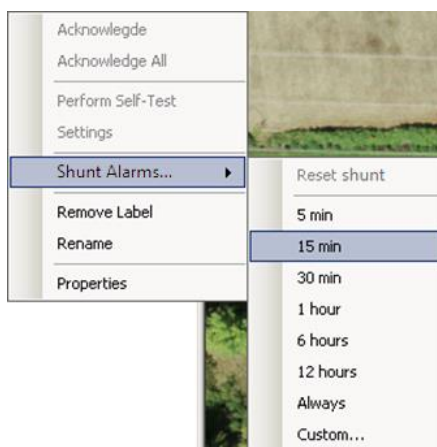 Acknowlegde
Acknowledge All
Perform Self-Test
Settings
Shunt Alarms...
Remove Label
Rename
Properties
Reset shunt
5 min
15 min
30 min
1 hour
6 hours
12 hours
Always
Custom...